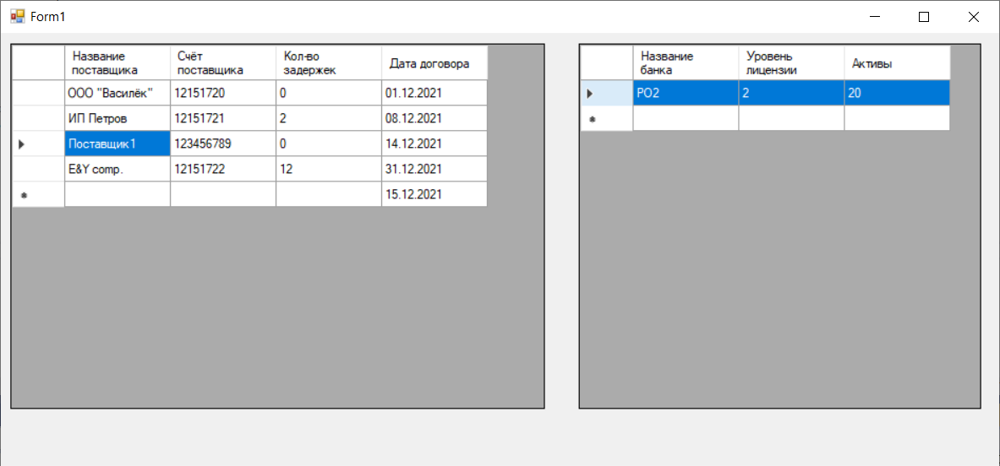 Form1
Название поставщика Счёт поставщика Кол-во задержек Дата договора
ООО "Василёк" 12151720 0 01.12.2021
ИП Петров 12151721 2 08.12.2021
Поставщик1 123456789 0 14.12.2021
E&Y comp. 12151722 12 31.12.2021
15.12.2021
Название банка Уровень лицензии Активы
РО2 2 20